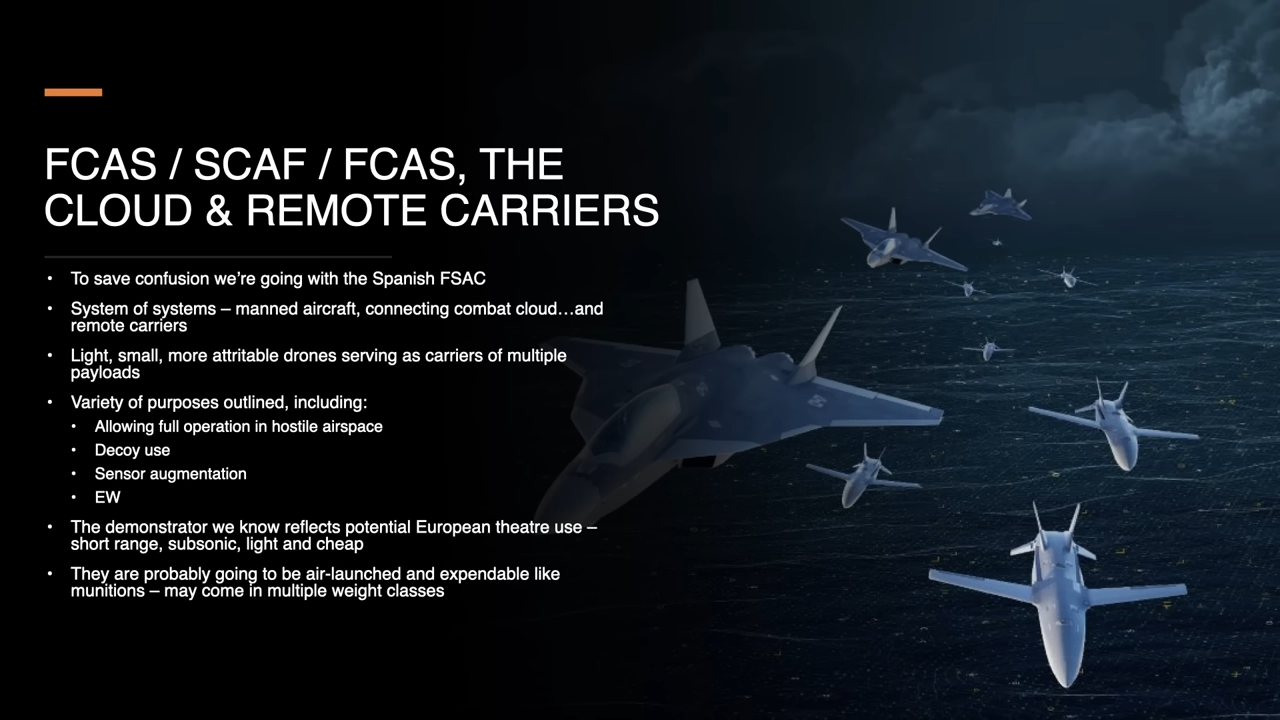 FCAS / SCAF / FCAS, THE
CLOUD & REMOTE CARRIERS
• To save confusion we're going with the Spanish FSAC
• System of systems – manned aircraft, connecting combat cloud…and
remote carriers
• Light, small, more attritable drones serving as carriers of multiple
payloads
• Variety of purposes outlined, including:
• Allowing full operation in hostile airspace
• Decoy use
• Sensor augmentation
• EW
• The demonstrator we know reflects potential European theatre use –
short range, subsonic, light and cheap
• They are probably going to be air-launched and expendable like
munitions – may come in multiple weight classes